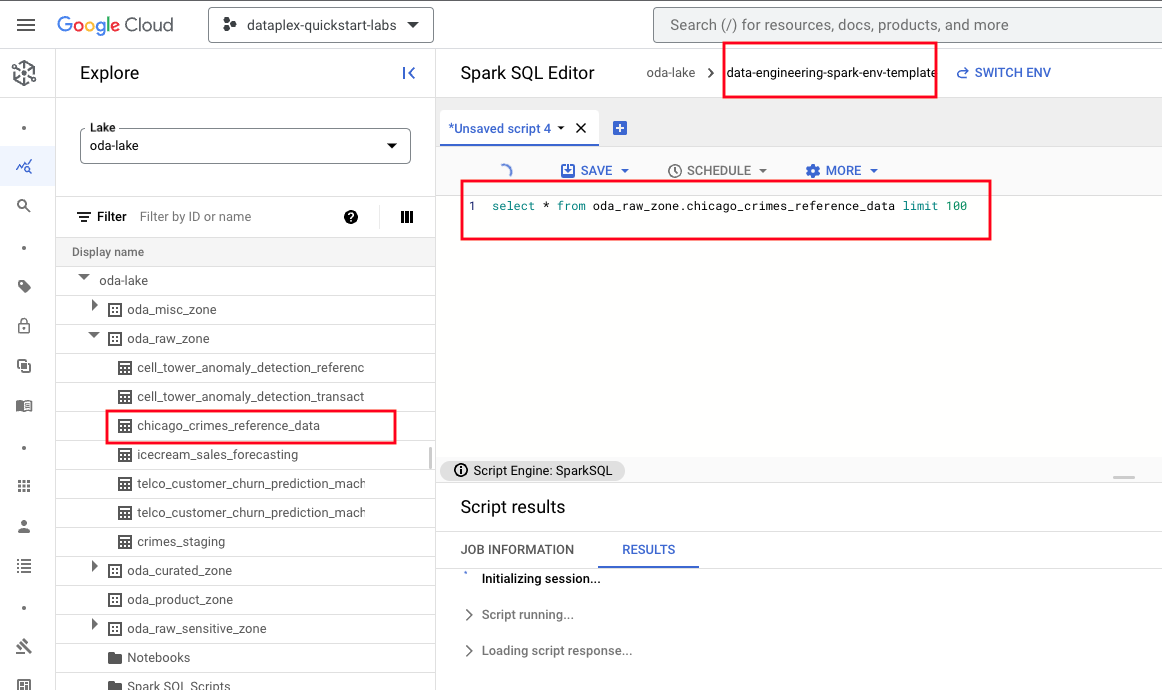 Google Cloud
dataplex-quickstart-labs
Search (/) for resources, docs, products, and more
Explore
Lake
oda-lake
Filter Filter by ID or name
Display name
oda-lake
oda_misc_zone
oda_raw_zone
cell_tower_anomaly_detection_referenc
cell_tower_anomaly_detection_transact
chicago_crimes_reference_data
icecream_sales_forecasting
telco_customer_churn_prediction_mach
telco_customer_churn_prediction_mach
crimes_staging
oda_curated_zone
oda_product_zone
oda_raw_sensitive_zone
Notebooks
Spark SQL Scripts
Spark SQL Editor
oda-lake
data-engineering-spark-env-template
SWITCH ENV
*Unsaved script 4
SAVE
SCHEDULE
MORE
1 select * from oda_raw_zone.chicago_crimes_reference_data limit 100
Script Engine: SparkSQL
Script results
JOB INFORMATION
RESULTS
Initializing session...
Script running...
Loading script response...